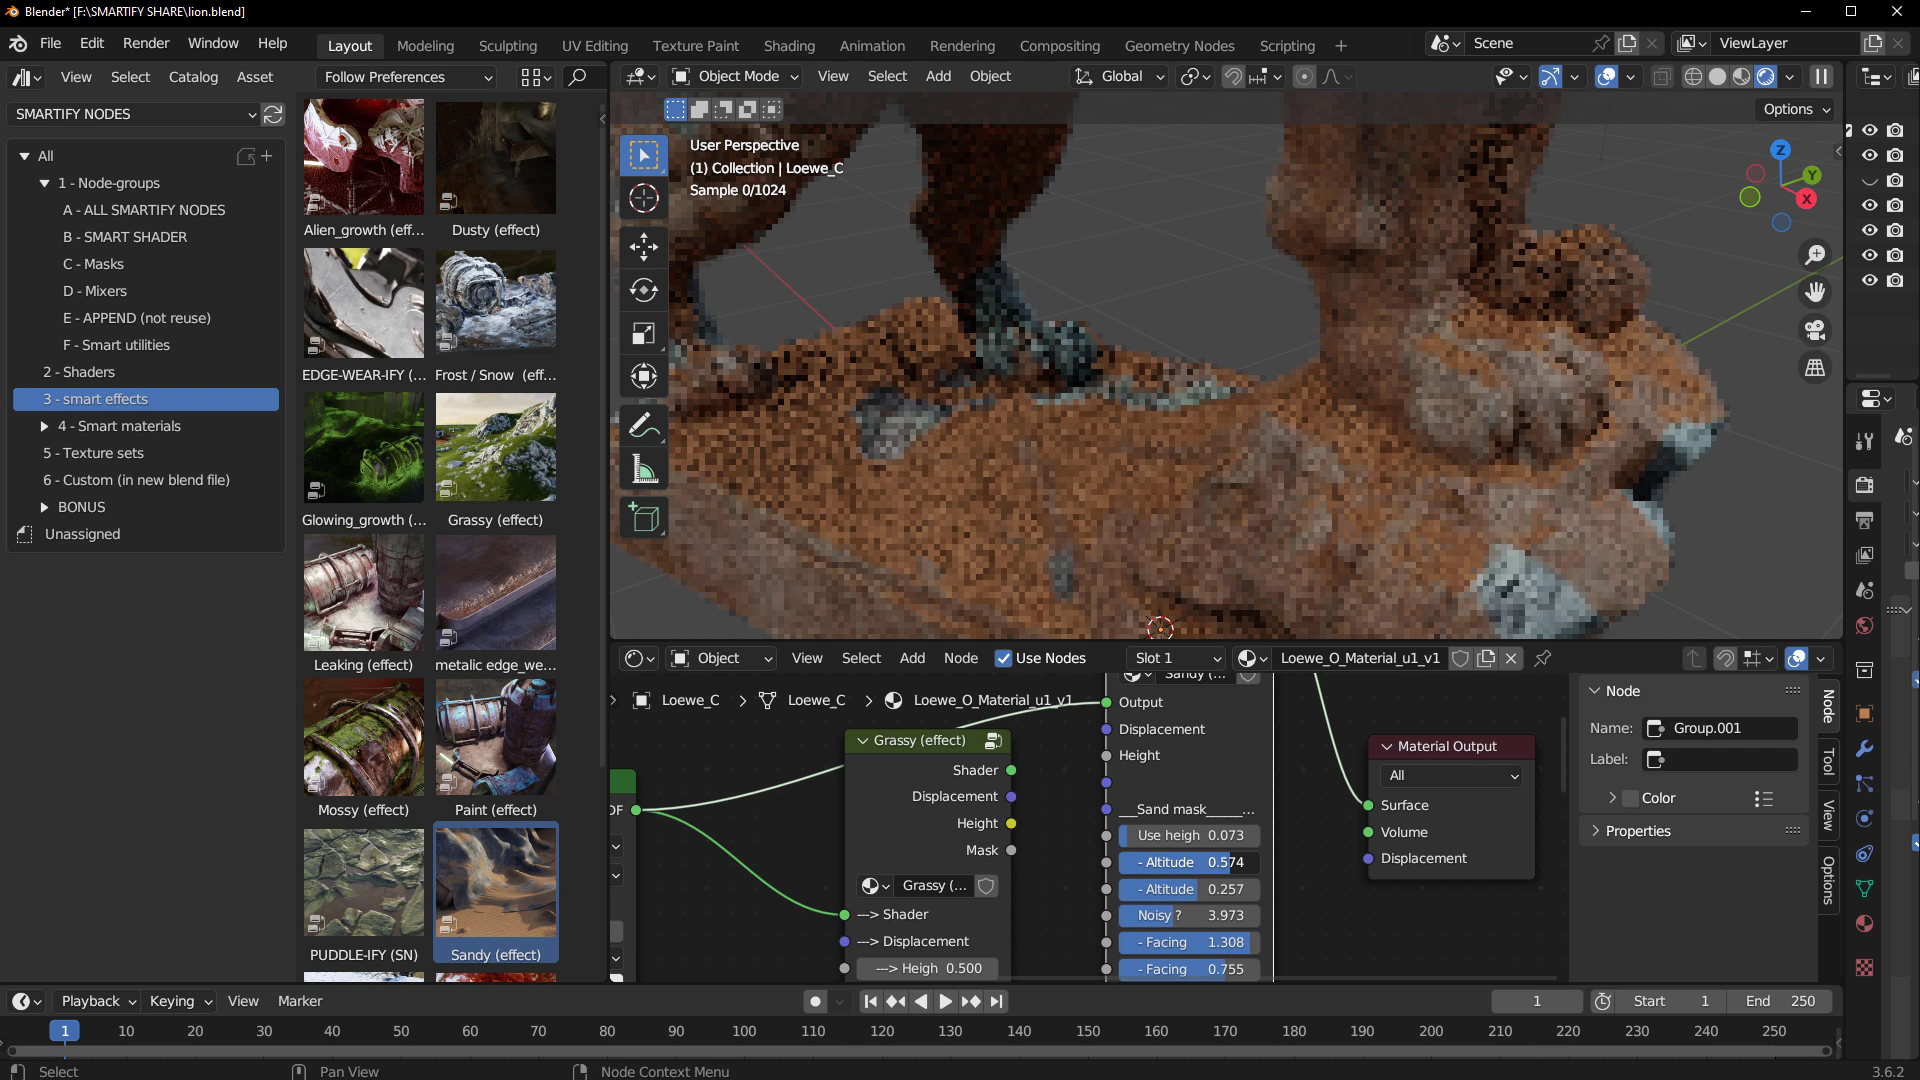 Blender* [F:\SMARTIFY SHARE\lion.blend]
File Edit Render Window Help
Layout Modeling Sculpting UV Editing Texture Paint Shading Animation Rendering Compositing Geometry Nodes Scripting +
Scene
ViewLayer
View Select Catalog Asset
Follow Preferences
Object Mode
View Select Add Object
Global
Options
SMARTIFY NODES
All
1 - Node-groups
A - ALL SMARTIFY NODES
B - SMART SHADER
C - Masks
D - Mixers
E - APPEND (not reuse)
F - Smart utilities
2 - Shaders
3 - smart effects
4 - Smart materials
5 - Texture sets
6 - Custom (in new blend file)
BONUS
Unassigned
Alien_growth (eff...
Dusty (effect)
EDGE-WEAR-IFY (...
Frost / Snow (eff...
Glowing_growth (...
Grassy (effect)
Leaking (effect)
metalic edge_we...
Mossy (effect)
Paint (effect)
PUDDLE-IFY (SN)
Sandy (effect)
User Perspective
(1) Collection | Loewe_C
Sample 0/1024
Z
Y
X
Object
View Select Add Node
Use Nodes
Slot 1
Loewe_O_Material_u1_v1
Loewe_C > Loewe_C > Loewe_O_Material_u1_v1
Grassy (effect)
Shader
Displacement
Height
Mask
Grassy (...
---> Shader
---> Displacement
---> Heigh 0.500
Sandy (...
Output
Displacement
Height
___Sand mask_____...
Use heigh 0.073
- Altitude 0.574
- Altitude 0.257
Noisy ? 3.973
- Facing 1.308
- Facing 0.755
Material Output
All
Surface
Volume
Displacement
Node
Name: Group.001
Label:
Color
Properties
Node
Tool
View
Options
Playback Keying View Marker
1
Start 1
End 250
1 10 20 30 40 50 60 70 80 90 100 110 120 130 140 150 160 170 180 190 200 210 220 230 240 250
Select
Pan View
Node Context Menu
3.6.2